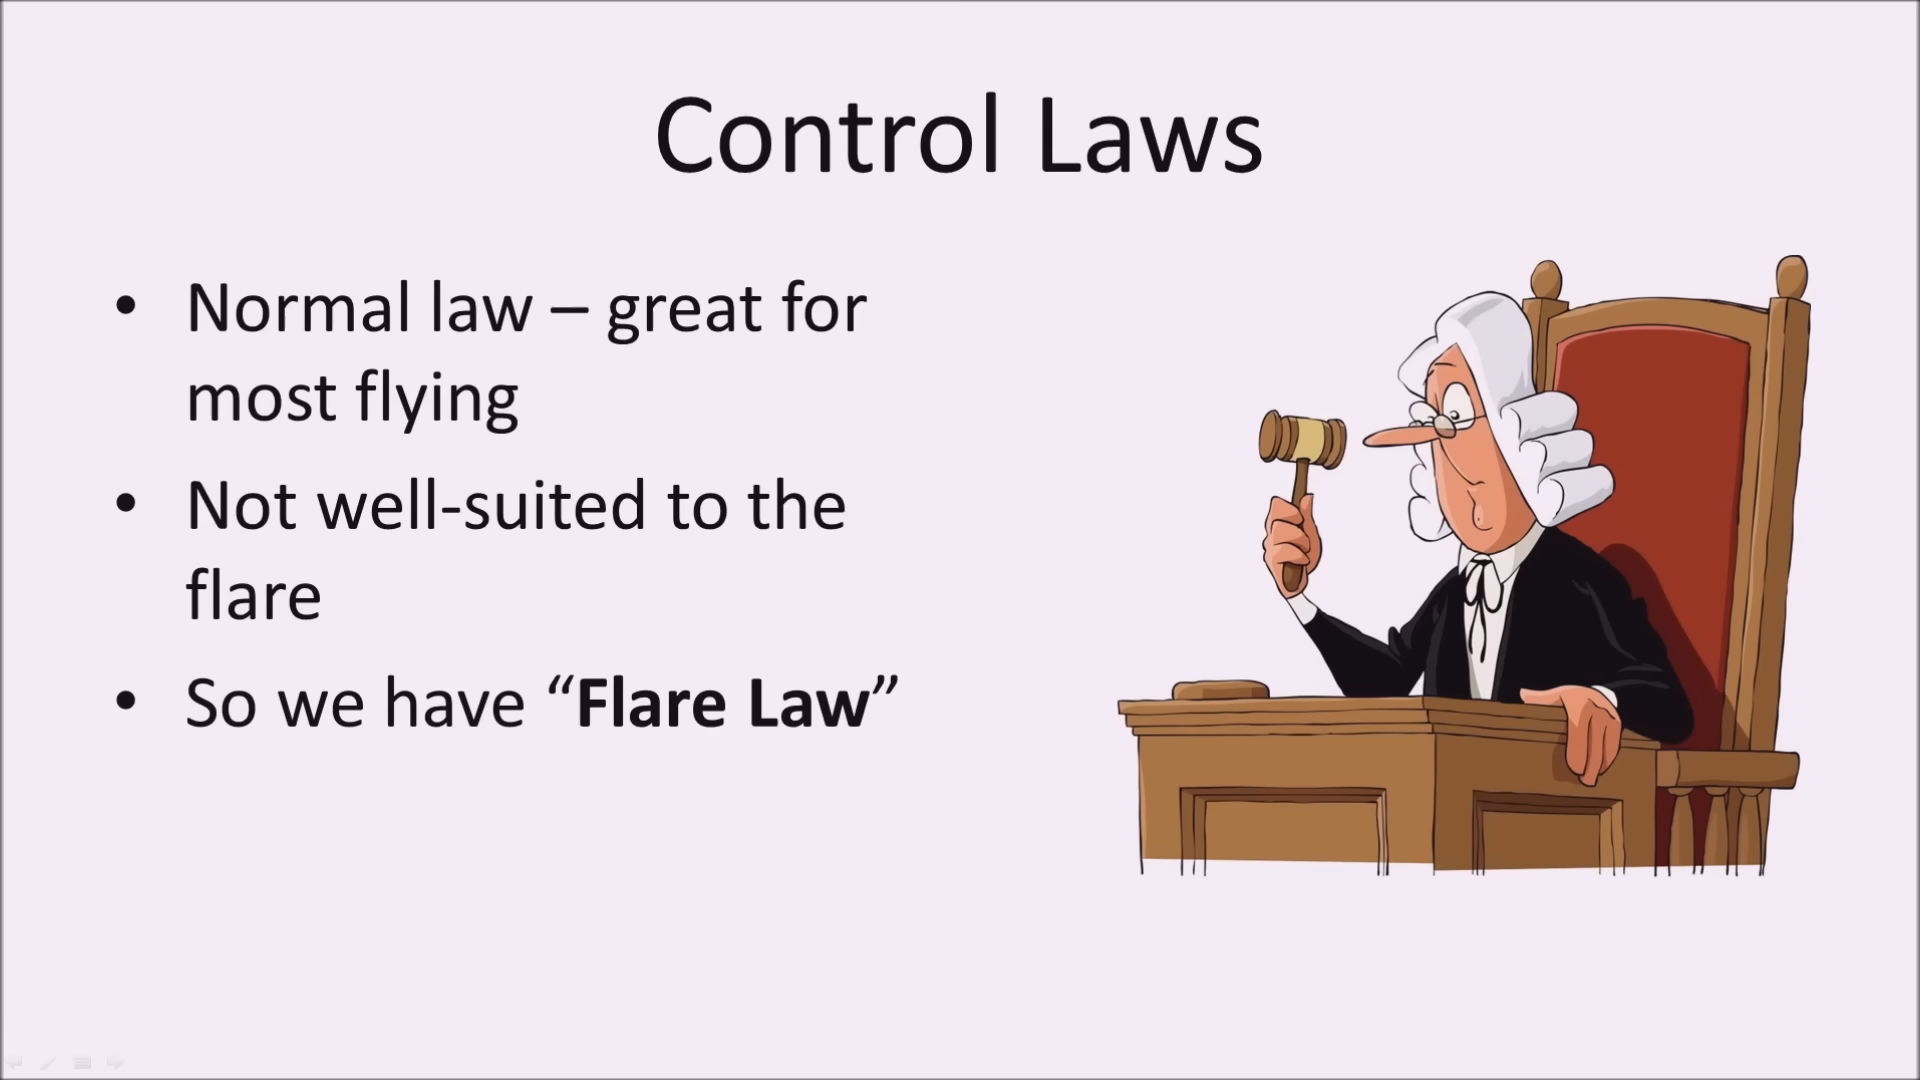 Control Laws
• Normal law – great for
most flying
• Not well-suited to the
flare
• So we have “Flare Law”